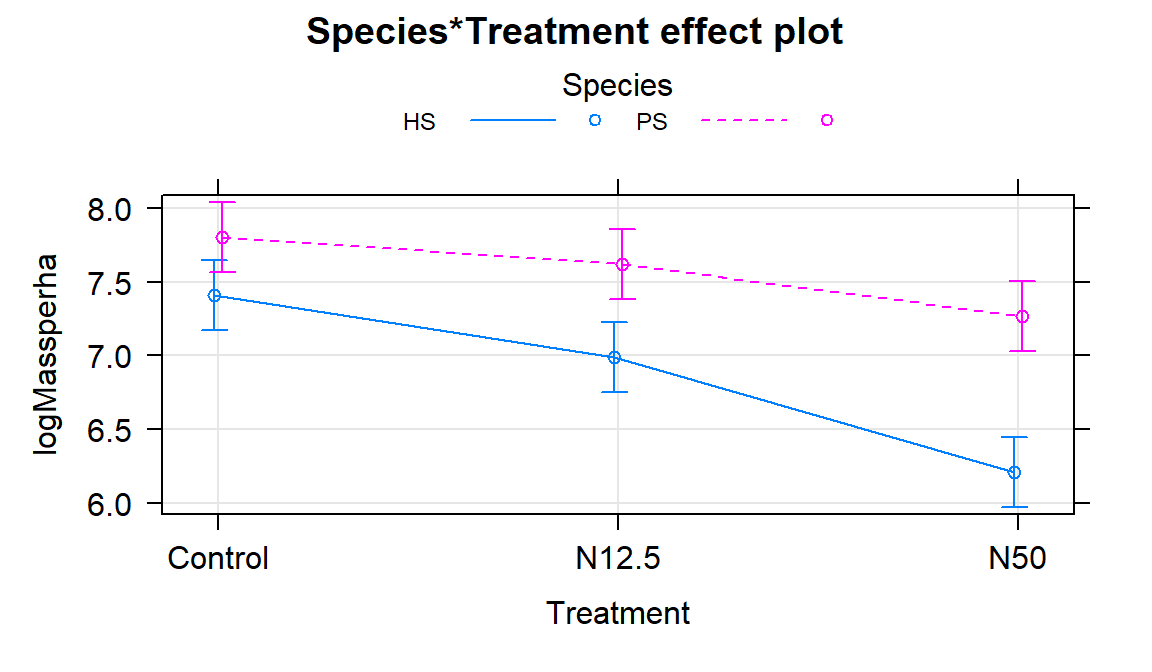 Species*Treatment effect plot
Species
HS PS
8.0
7.5
7.0
6.5
6.0
logMassperha
Control N12.5 N50
Treatment